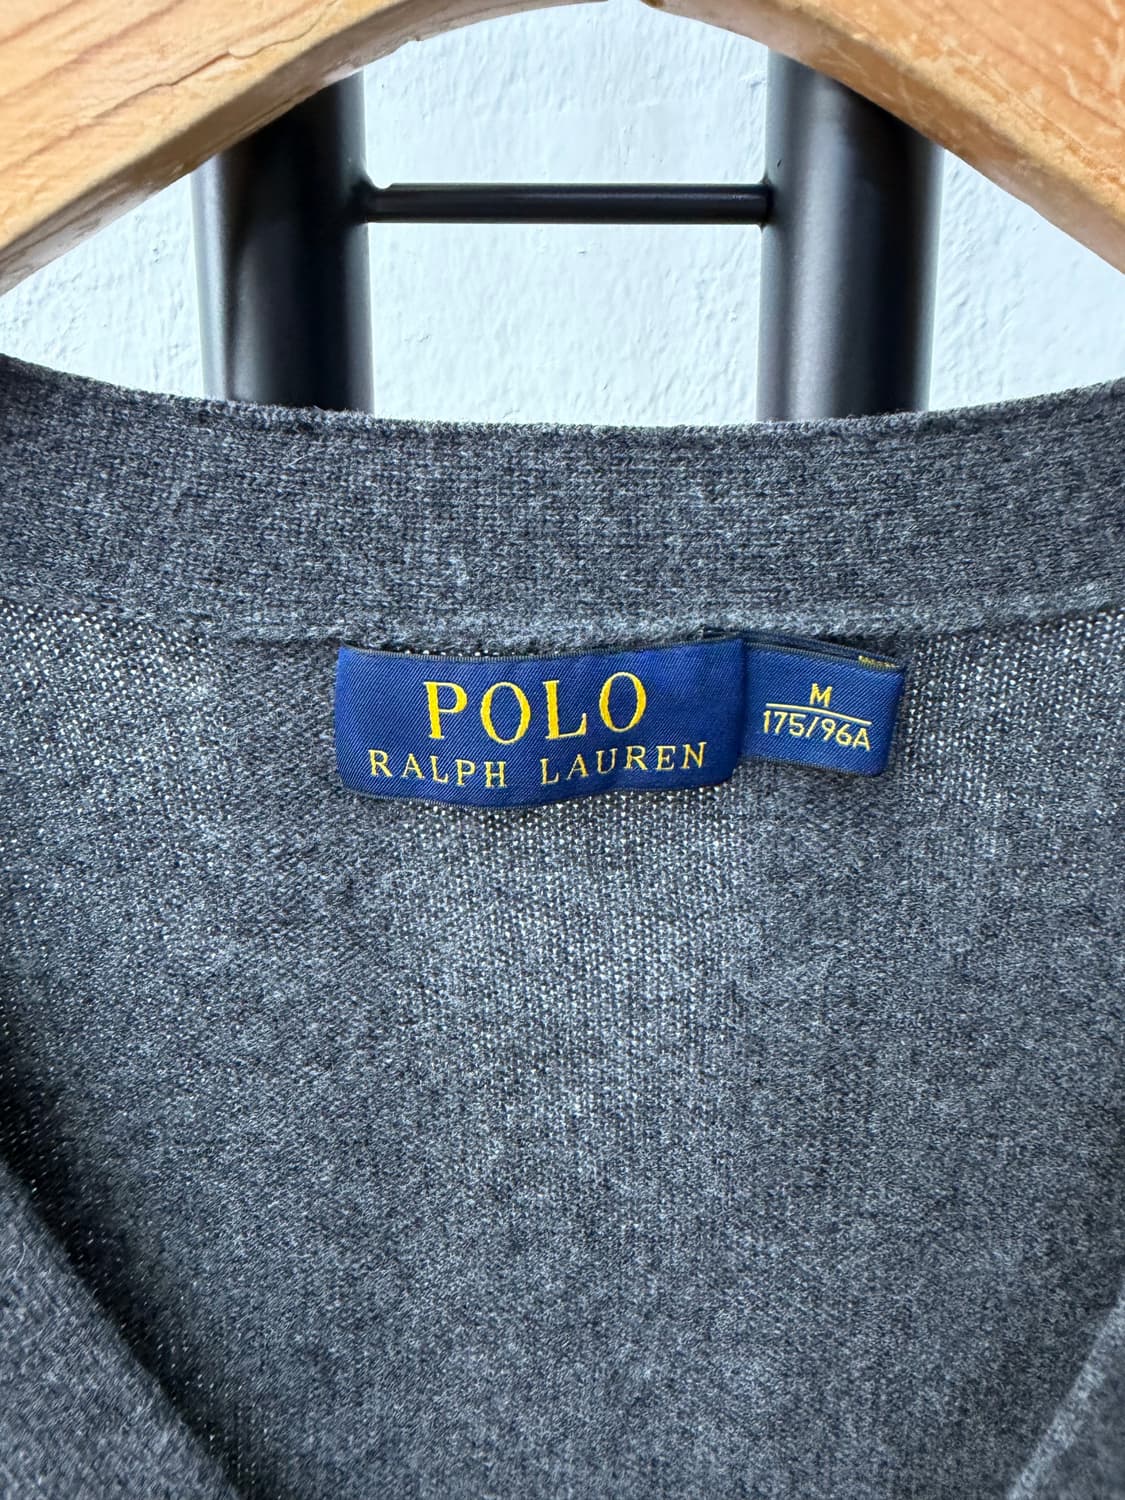 POLO
RALPH LAUREN
M
175/96A